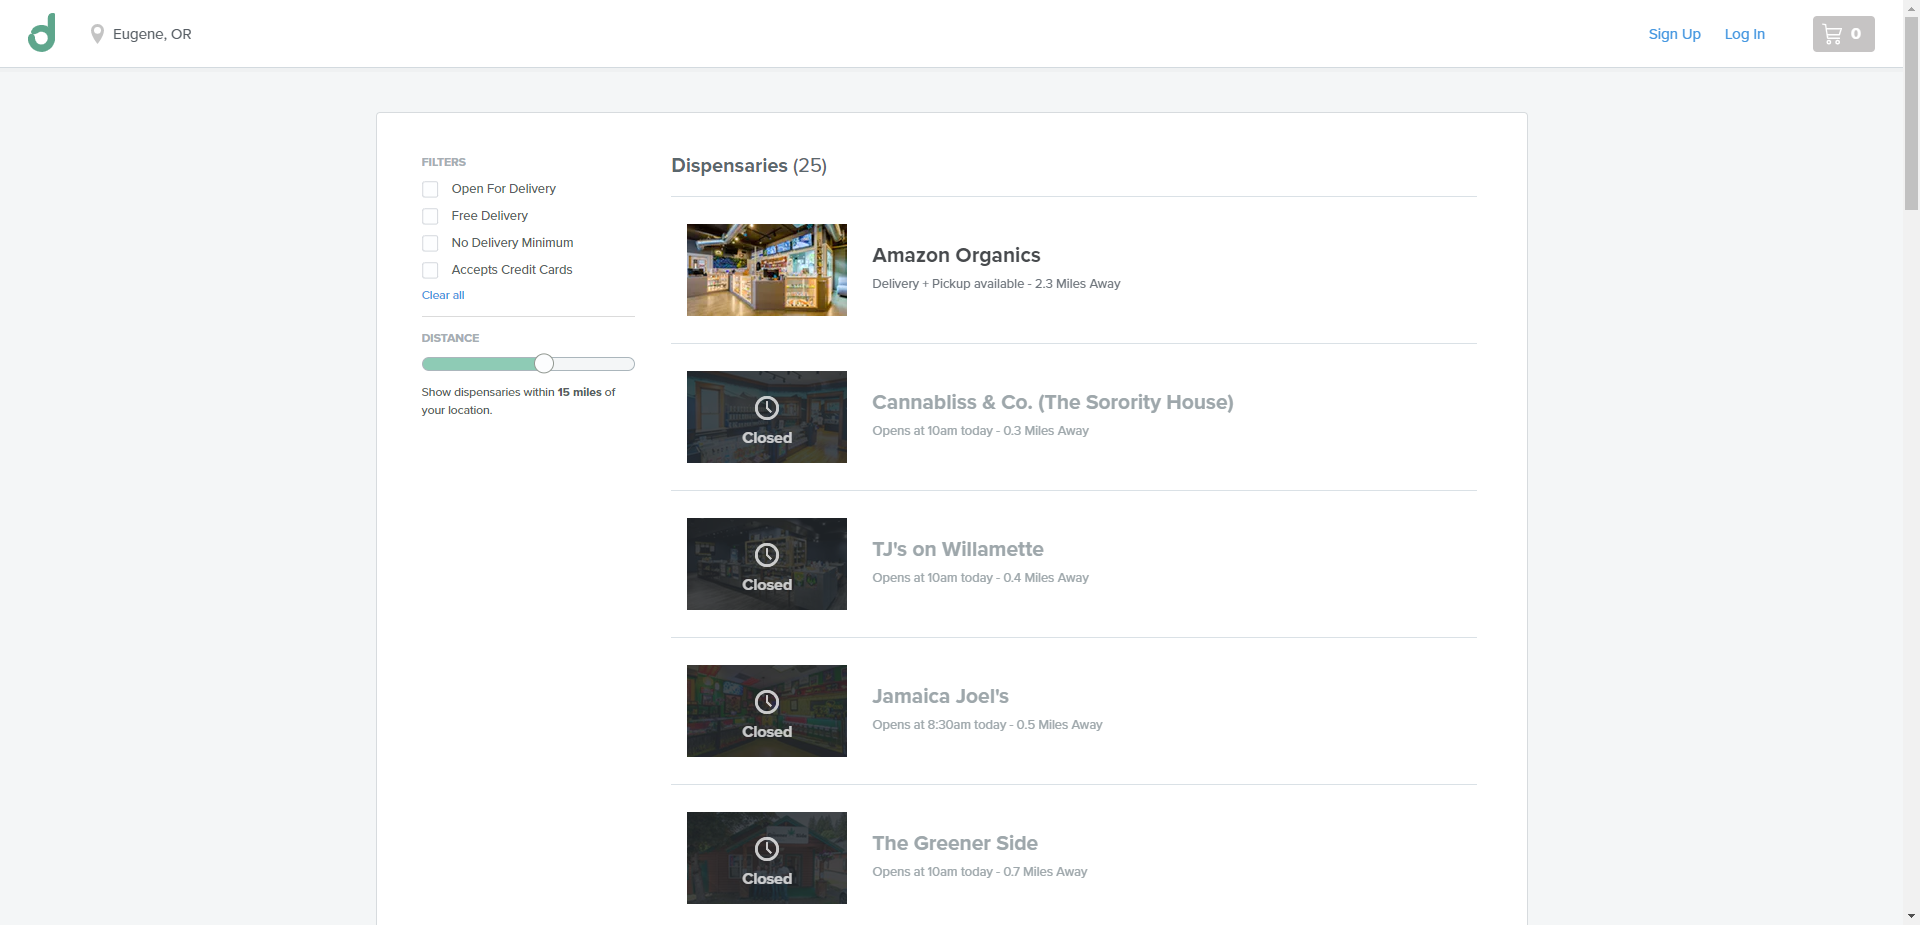 Eugene, OR
Sign Up
Log In
0
FILTERS
Open For Delivery
Free Delivery
No Delivery Minimum
Accepts Credit Cards
Clear all
DISTANCE
Show dispensaries within 15 miles of
your location.
Dispensaries (25)
Amazon Organics
Delivery + Pickup available - 2.3 Miles Away
Closed
Cannabliss & Co. (The Sorority House)
Opens at 10am today - 0.3 Miles Away
Closed
TJ's on Willamette
Opens at 10am today - 0.4 Miles Away
Closed
Jamaica Joel's
Opens at 8:30am today - 0.5 Miles Away
Closed
The Greener Side
Opens at 10am today - 0.7 Miles Away